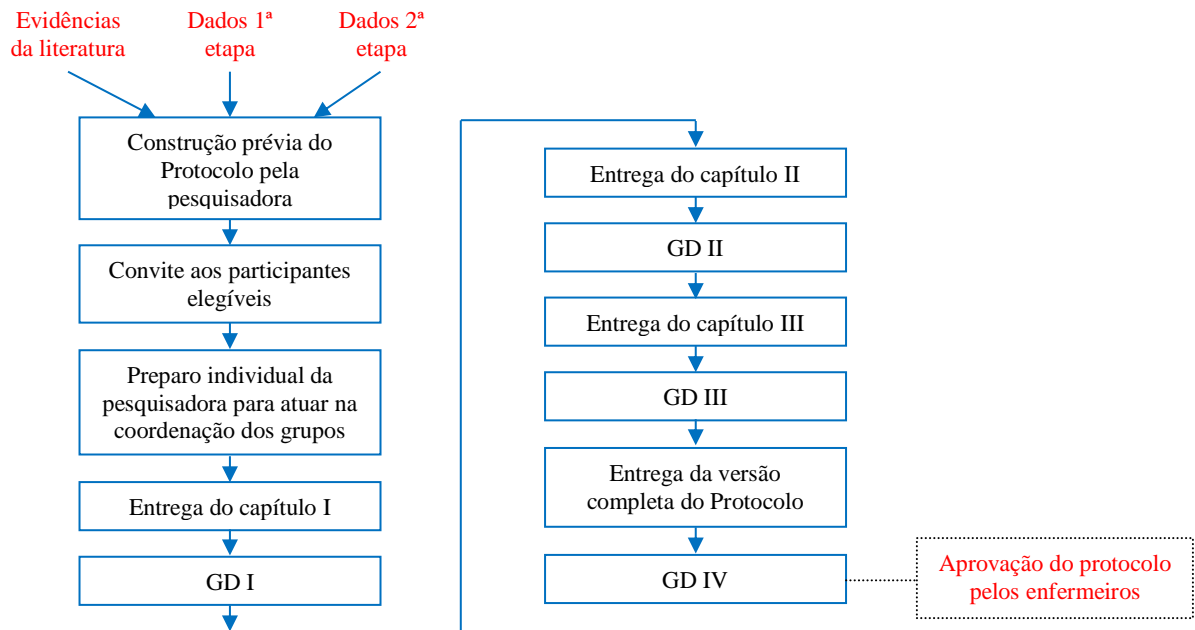 Evidências
da literatura
Dados 1ª
etapa
Dados 2ª
etapa
Construção prévia do
Protocolo pela
pesquisadora
Convite aos participantes
elegíveis
Preparo individual da
pesquisadora para atuar na
coordenação dos grupos
Entrega do capítulo I
GD I
Entrega do capítulo II
GD II
Entrega do capítulo III
GD III
Entrega da versão
completa do Protocolo
GD IV
Aprovação do protocolo
pelos enfermeiros